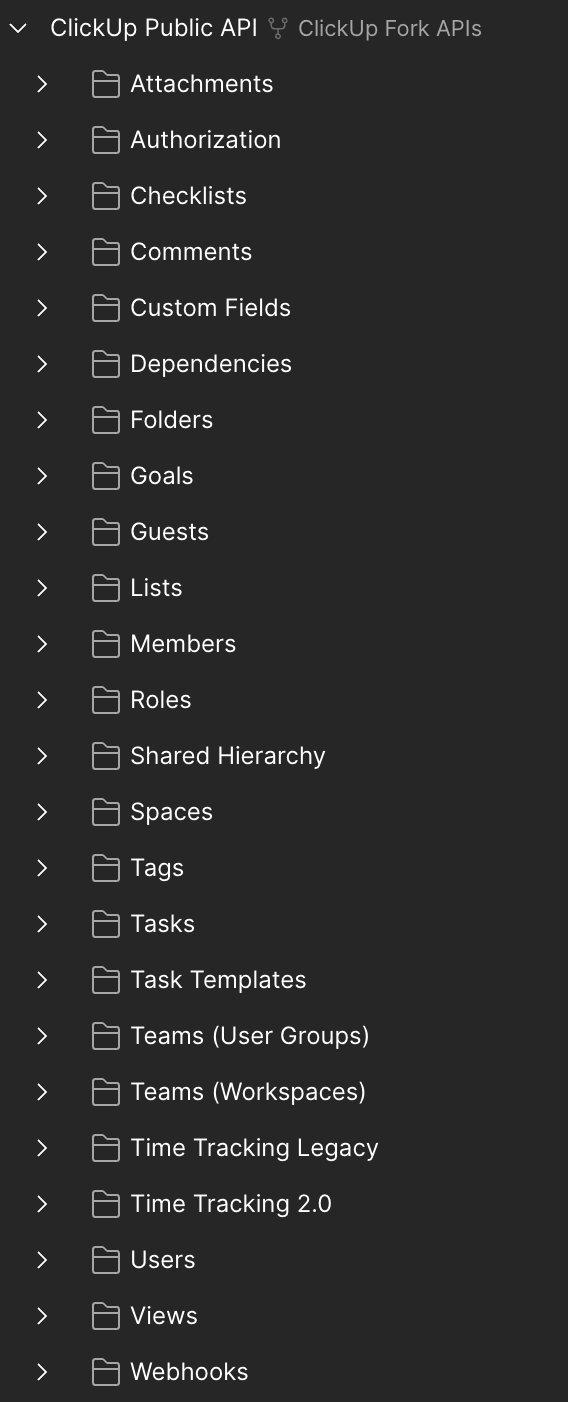 ClickUp Public API ClickUp Fork APIs
Attachments
Authorization
Checklists
Comments
Custom Fields
Dependencies
Folders
Goals
Guests
Lists
Members
Roles
Shared Hierarchy
Spaces
Tags
Tasks
Task Templates
Teams (User Groups)
Teams (Workspaces)
Time Tracking Legacy
Time Tracking 2.0
Users
Views
Webhooks